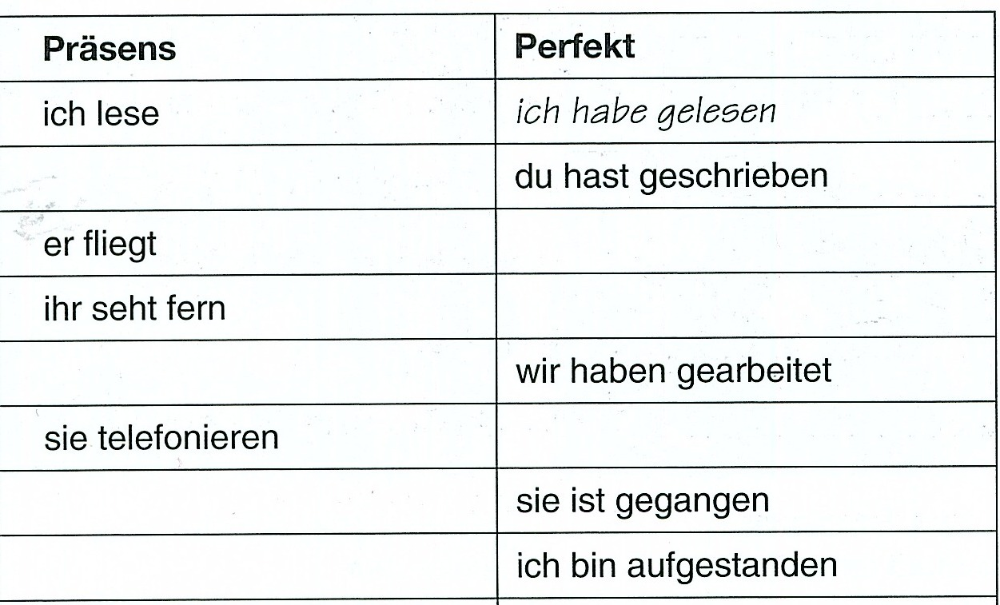 Präsens Perfekt
ich lese ich habe gelesen
du hast geschrieben
er fliegt
ihr seht fern
wir haben gearbeitet
sie telefonieren
sie ist gegangen
ich bin aufgestanden